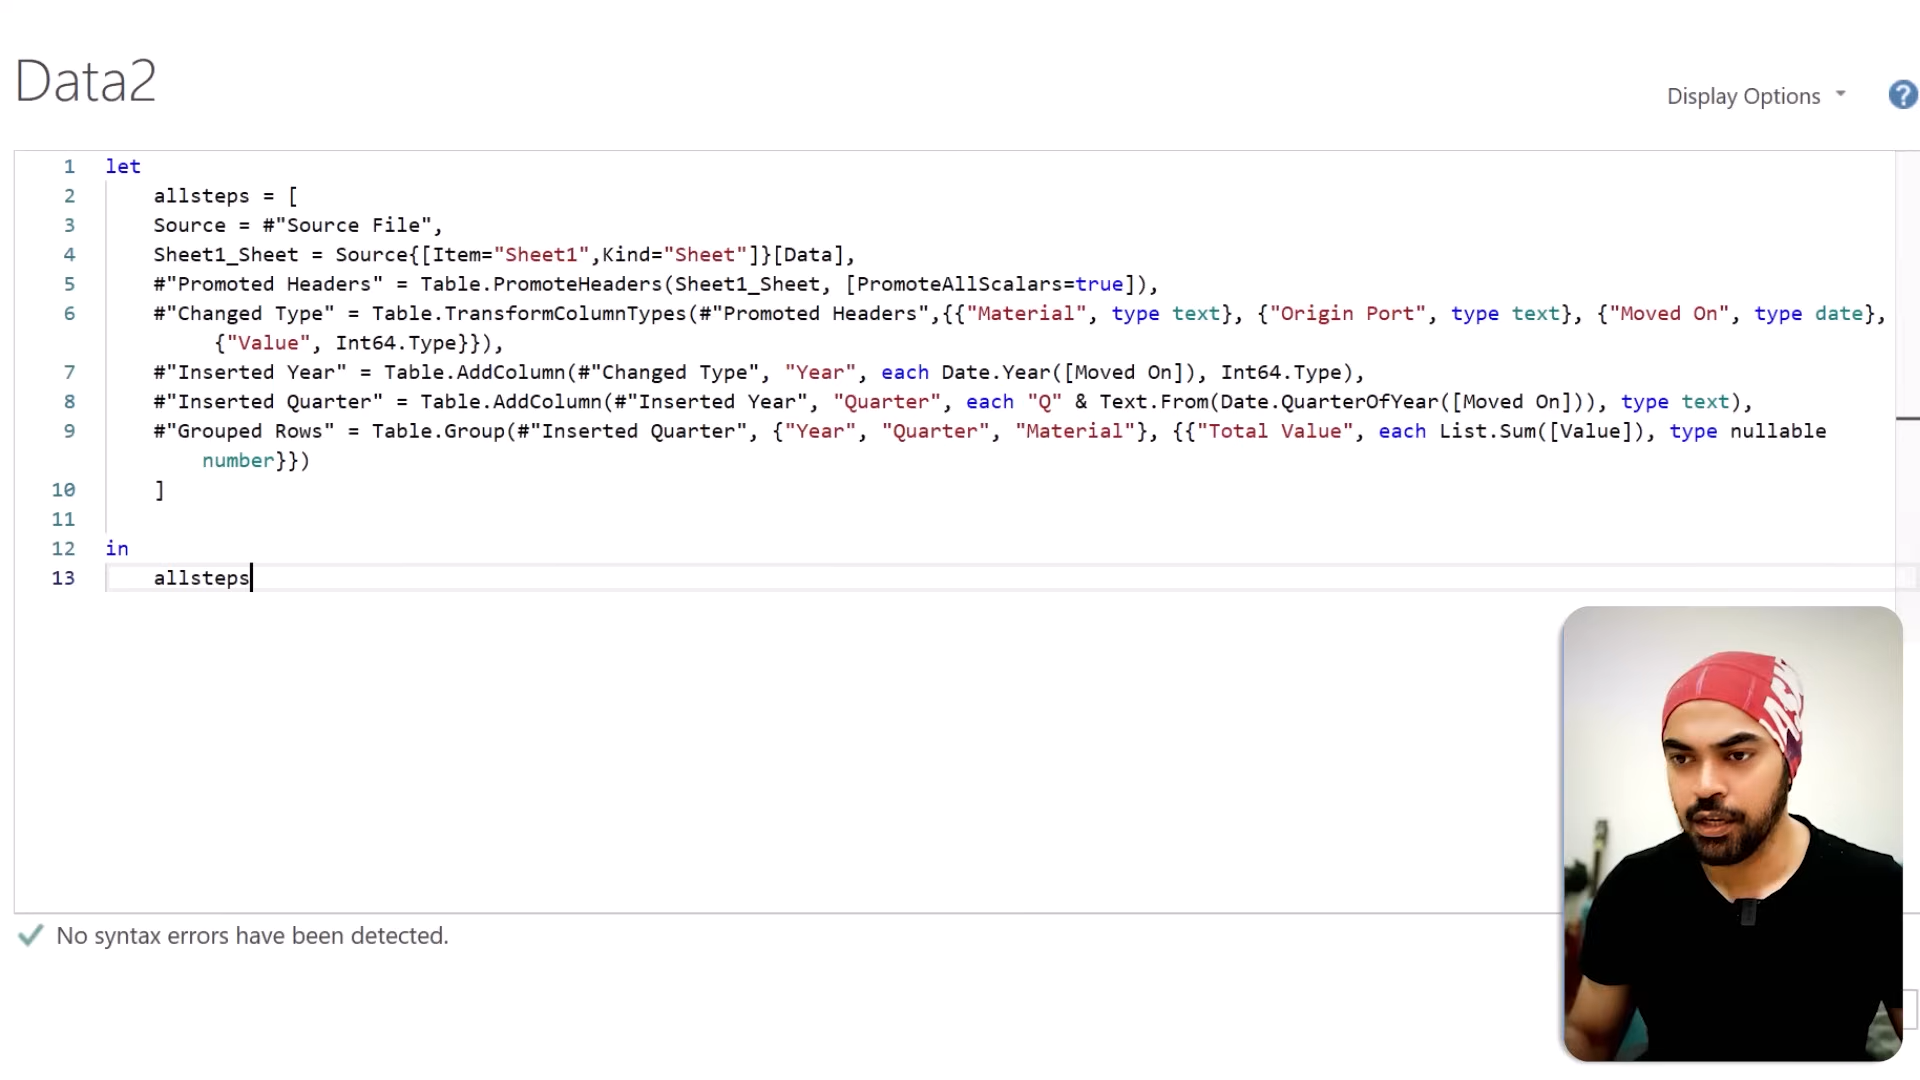 Data2
Display Options
?
1 let
2 allsteps = [
3 Source = #"Source File",
4 Sheet1_Sheet = Source{[Item="Sheet1",Kind="Sheet"]}[Data],
5 #"Promoted Headers" = Table.PromoteHeaders(Sheet1_Sheet, [PromoteAllScalars=true]),
6 #"Changed Type" = Table.TransformColumnTypes(#"Promoted Headers",{{"Material", type text}, {"Origin Port", type text}, {"Moved On", type date},
{"Value", Int64.Type}}),
7 #"Inserted Year" = Table.AddColumn(#"Changed Type", "Year", each Date.Year([Moved On]), Int64.Type),
8 #"Inserted Quarter" = Table.AddColumn(#"Inserted Year", "Quarter", each "Q" & Text.From(Date.QuarterOfYear([Moved On])), type text),
9 #"Grouped Rows" = Table.Group(#"Inserted Quarter", {"Year", "Quarter", "Material"}, {{"Total Value", each List.Sum([Value]), type nullable
number}})
10 ]
11
12 in
13 allsteps
No syntax errors have been detected.